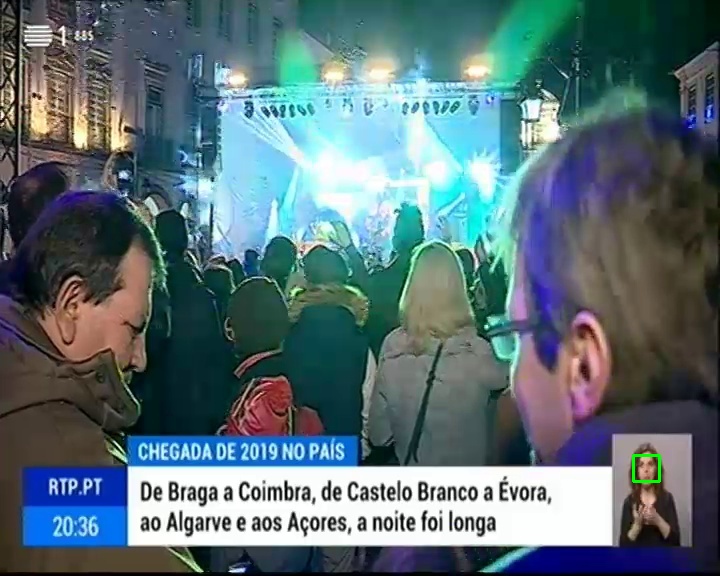 1 885
CHEGADA DE 2019 NO PAÍS
RTP.PT
De Braga a Coimbra, de Castelo Branco a Évora,
20:36
ao Algarve e aos Açores, a noite foi longa